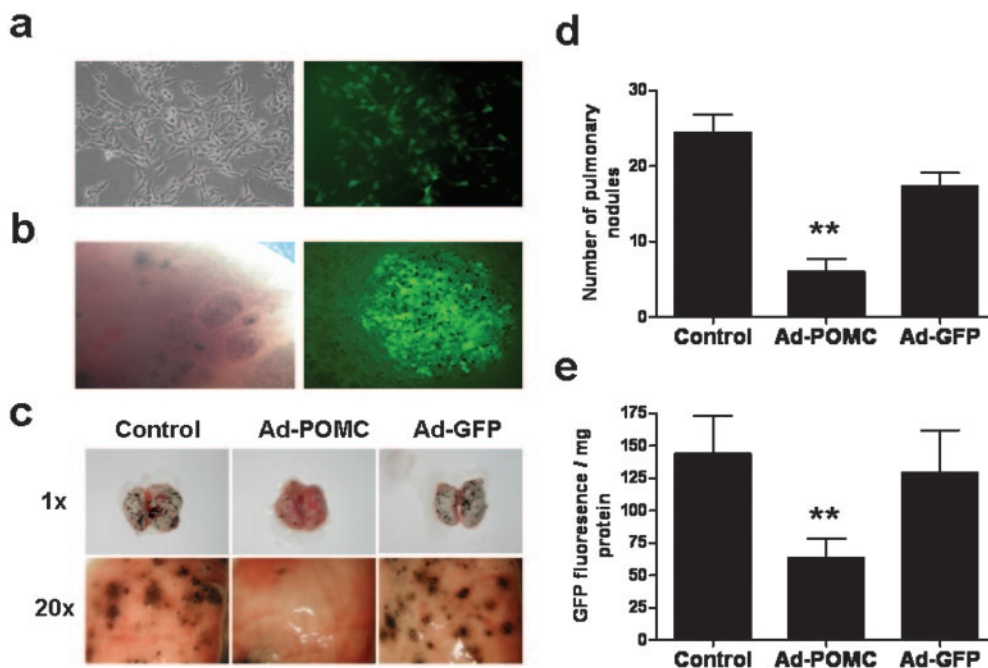 a
b
c
Control Ad-POMC Ad-GFP
1x
20x
d
Number of pulmonary
nodules
30
20
10
0
**
Control Ad-POMC Ad-GFP
e
GFP fluoresence / mg
protein
175
150
125
100
75
50
25
0
**
Control Ad-POMC Ad-GFP